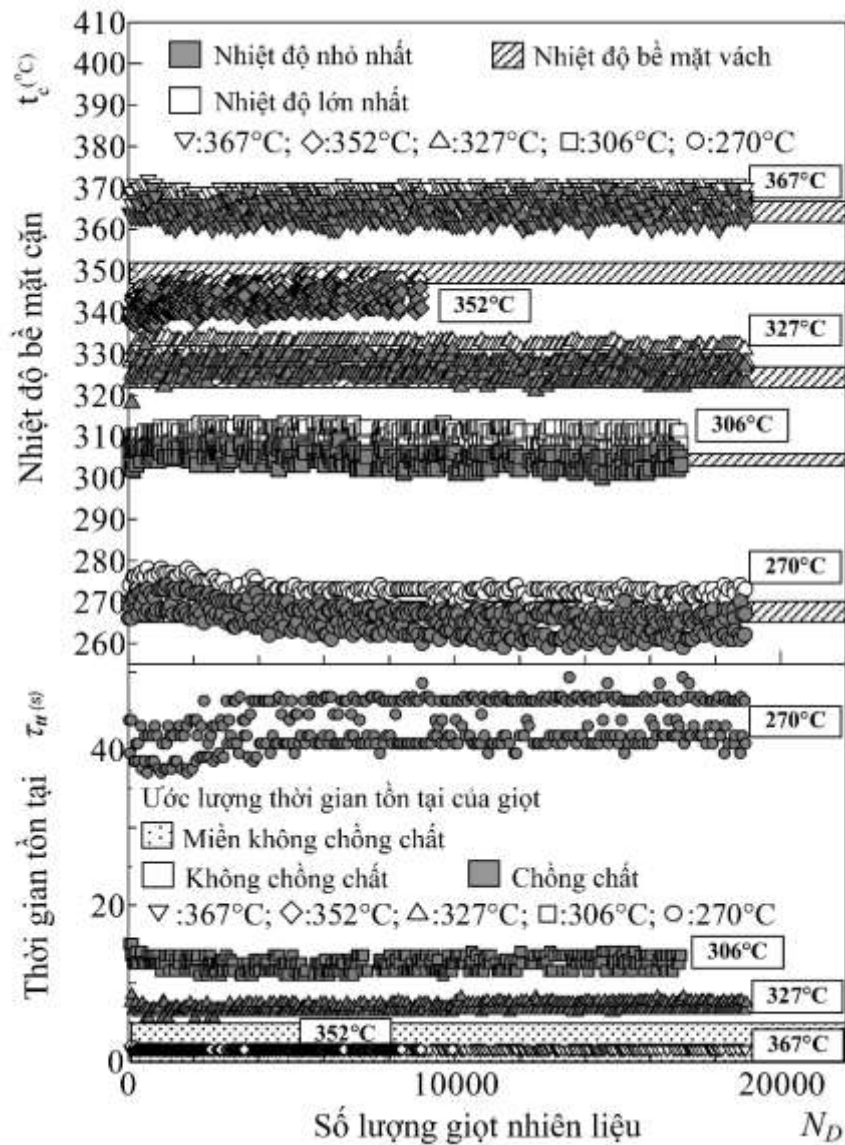 410
400
390
380
370
360
350
340
330
320
310
300
290
280
270
260
t_c (°C)
Nhiệt độ bề mặt cặn
Nhiệt độ nhỏ nhất
Nhiệt độ bề mặt vách
Nhiệt độ lớn nhất
▽:367°C; ◇:352°C; △:327°C; □:306°C; ○:270°C
367°C
352°C
327°C
306°C
270°C
40
20
0
Thời gian tồn tại τ_tt (s)
270°C
Ước lượng thời gian tồn tại của giọt
Miền không chồng chất
Không chồng chất
Chồng chất
▽:367°C; ◇:352°C; △:327°C; □:306°C; ○:270°C
306°C
327°C
352°C
367°C
0 10000 20000
Số lượng giọt nhiên liệu N_D